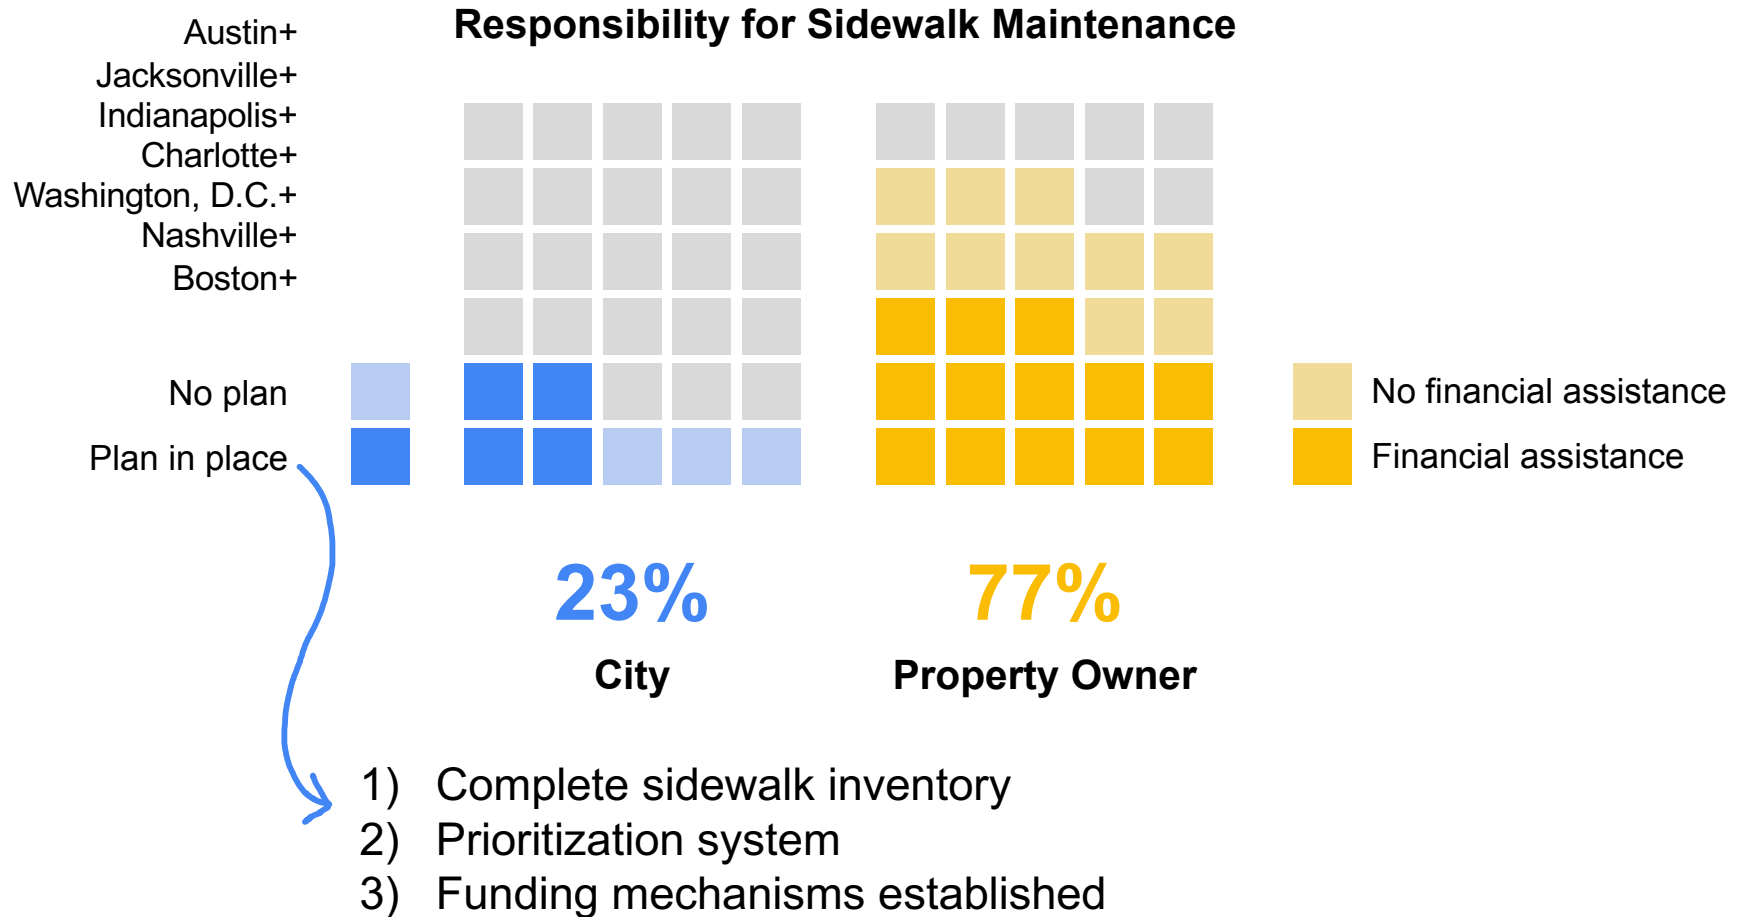 Responsibility for Sidewalk Maintenance
Austin+
Jacksonville+
Indianapolis+
Charlotte+
Washington, D.C.+
Nashville+
Boston+
No plan
Plan in place
No financial assistance
Financial assistance
23%
City
77%
Property Owner
1) Complete sidewalk inventory
2) Prioritization system
3) Funding mechanisms established